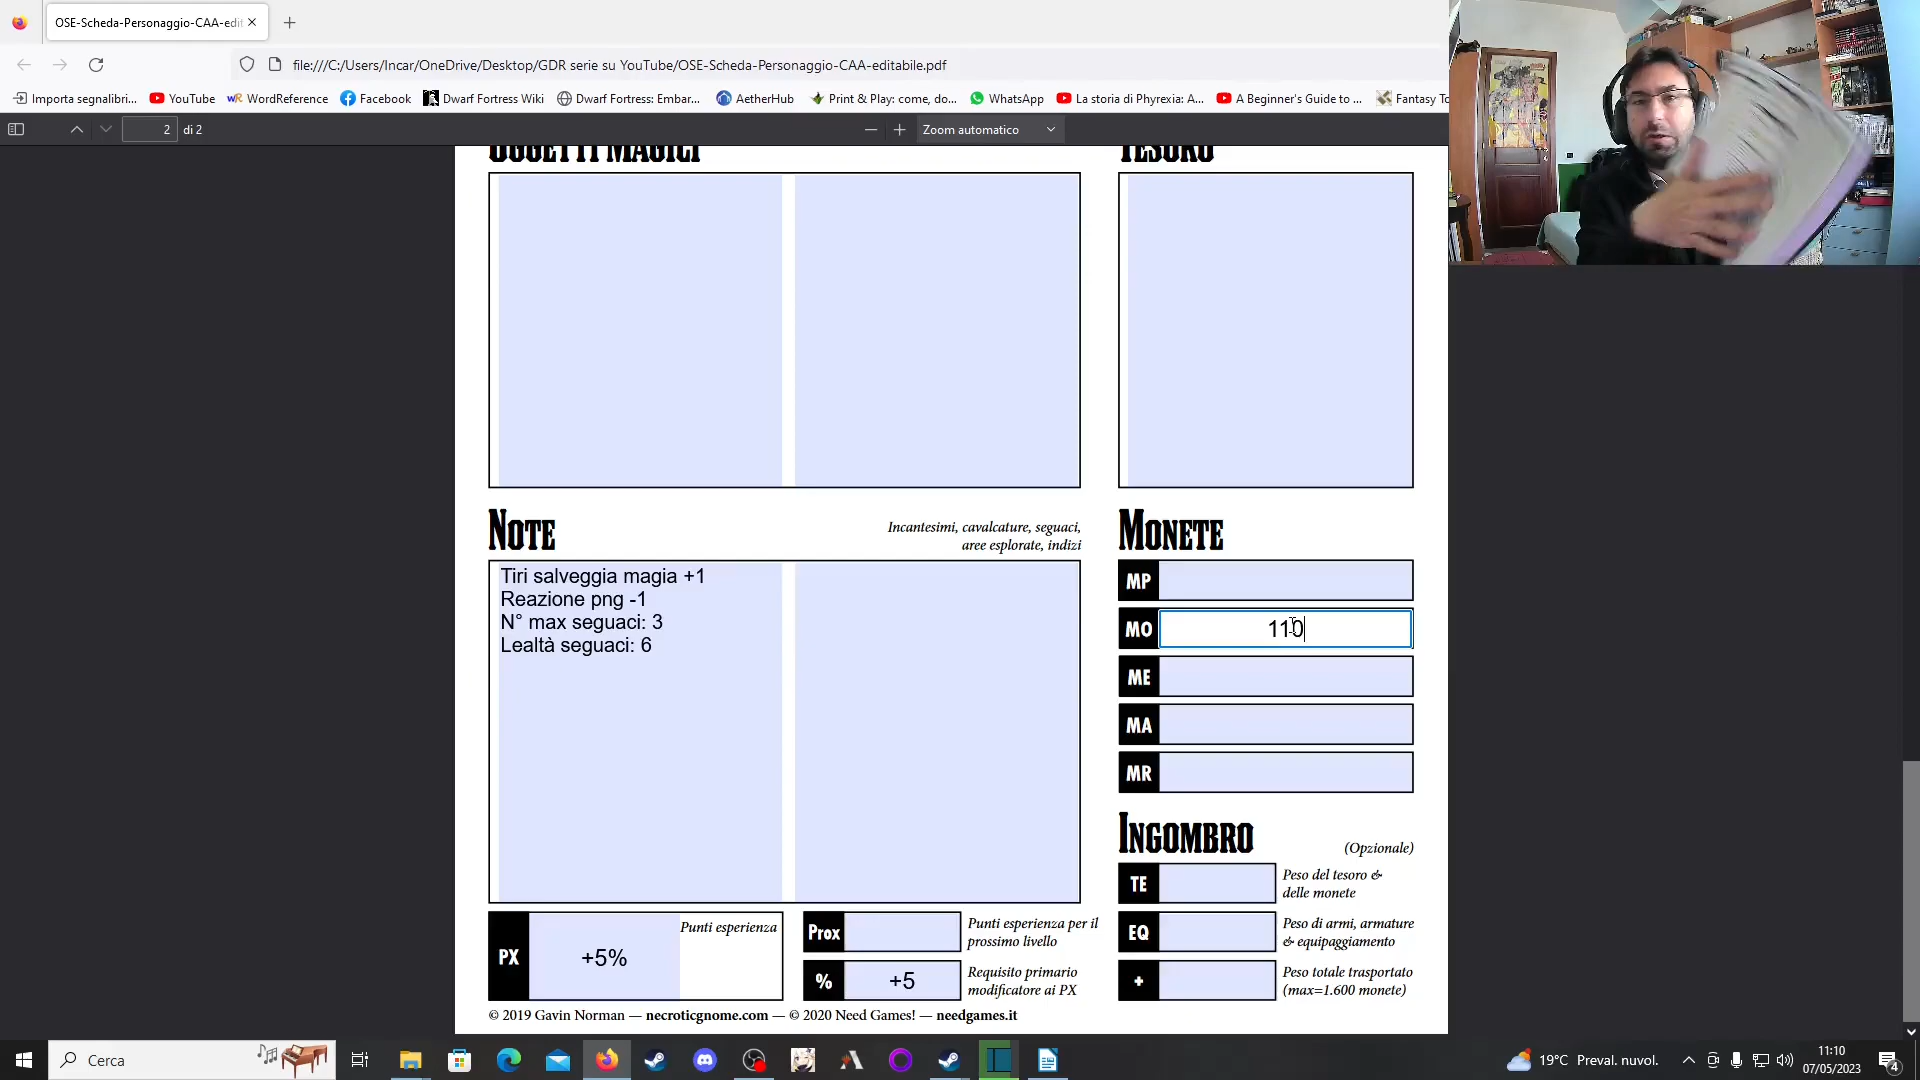 OSE-Scheda-Personaggio-CAA-edit
file:///C:/Users/Incar/OneDrive/Desktop/GDR serie su YouTube/OSE-Scheda-Personaggio-CAA-editabile.pdf
Importa segnalibri... YouTube WordReference Facebook Dwarf Fortress Wiki Dwarf Fortress: Embar... AetherHub Print & Play: come, do... WhatsApp La storia di Phyrexia: A... A Beginner's Guide to ... Fantasy To
2 di 2 Zoom automatico
OGGETTI MAGICI
TESORO
NOTE
Incantesimi, cavalcature, seguaci,
aree esplorate, indizi
Tiri salveggia magia +1
Reazione png -1
N° max seguaci: 3
Lealtà seguaci: 6
MONETE
MP
MO 110
ME
MA
MR
INGOMBRO
(Opzionale)
TE Peso del tesoro &
delle monete
EQ Peso di armi, armature
& equipaggiamento
+ Peso totale trasportato
(max=1.600 monete)
PX +5% Punti esperienza
Prox Punti esperienza per il
prossimo livello
% +5 Requisito primario
modificatore ai PX
© 2019 Gavin Norman — necroticgnome.com — © 2020 Need Games! — needgames.it
Cerca
19°C Preval. nuvol.
11:10
07/05/2023
4